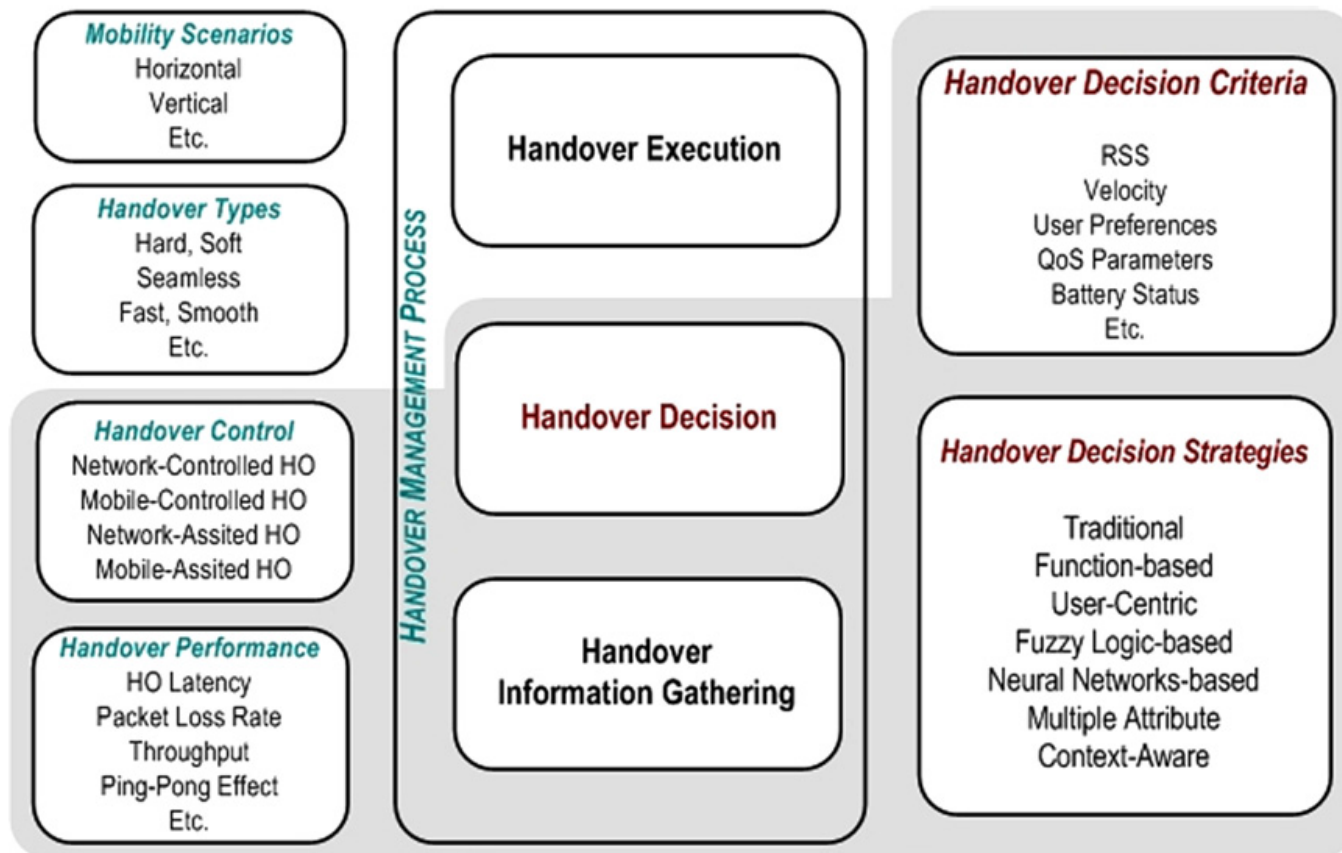 Mobility Scenarios
Horizontal
Vertical
Etc.
Handover Types
Hard, Soft
Seamless
Fast, Smooth
Etc.
Handover Control
Network-Controlled HO
Mobile-Controlled HO
Network-Assited HO
Mobile-Assited HO
Handover Performance
HO Latency
Packet Loss Rate
Throughput
Ping-Pong Effect
Etc.
HANDOVER MANAGEMENT PROCESS
Handover Execution
Handover Decision
Handover
Information Gathering
Handover Decision Criteria
RSS
Velocity
User Preferences
QoS Parameters
Battery Status
Etc.
Handover Decision Strategies
Traditional
Function-based
User-Centric
Fuzzy Logic-based
Neural Networks-based
Multiple Attribute
Context-Aware